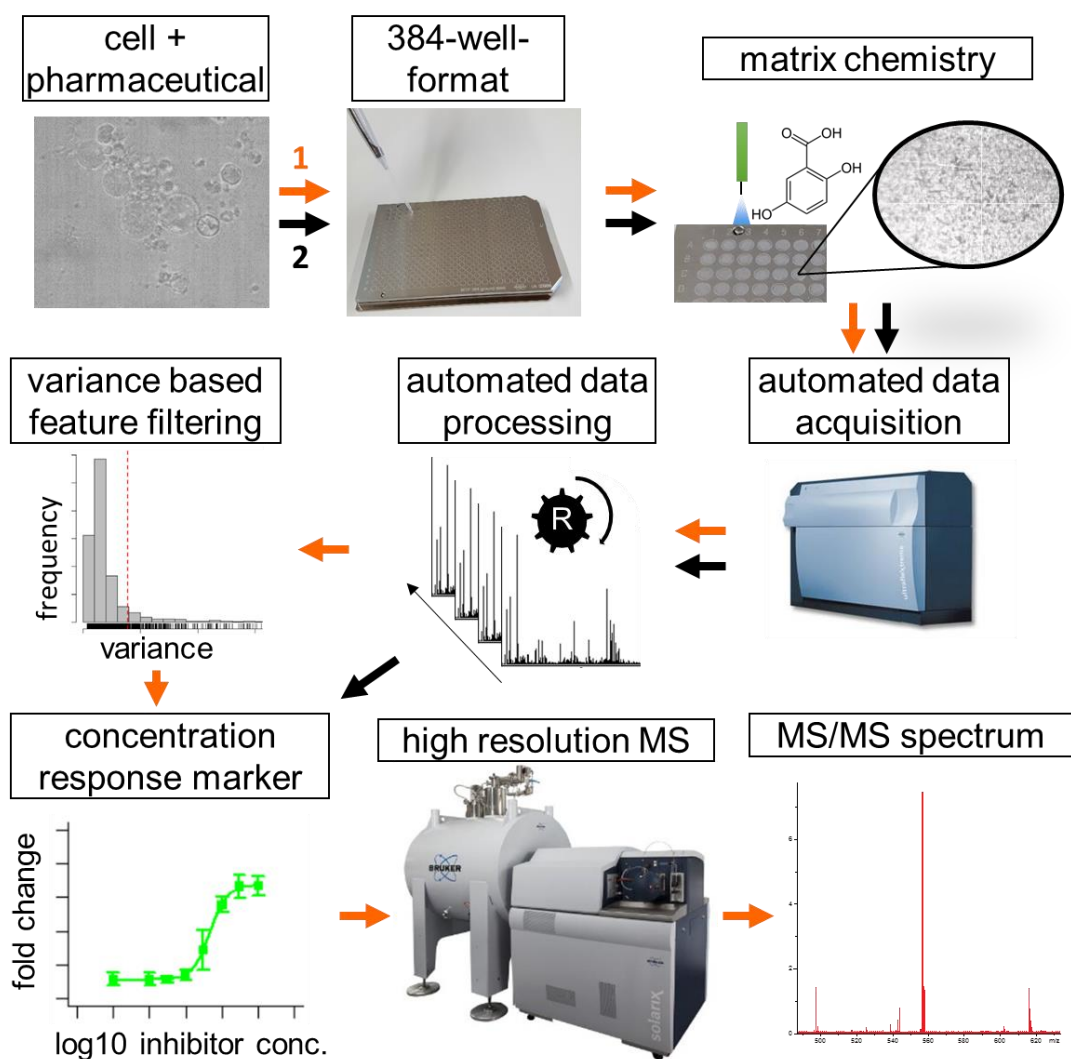 cell +
pharmaceutical
384-well-
format
matrix chemistry
1
2
O
OH
OH
HO
1 2 3 4 5 6 7
A
B
C
D
variance based
feature filtering
automated data
processing
automated data
acquisition
frequency
variance
R
ultrafleXtreme
concentration
response marker
high resolution MS
MS/MS spectrum
fold change
log10 inhibitor conc.
BRUKER
solariX
6
4
2
0
500
520
540
560
580
600
620
m/z